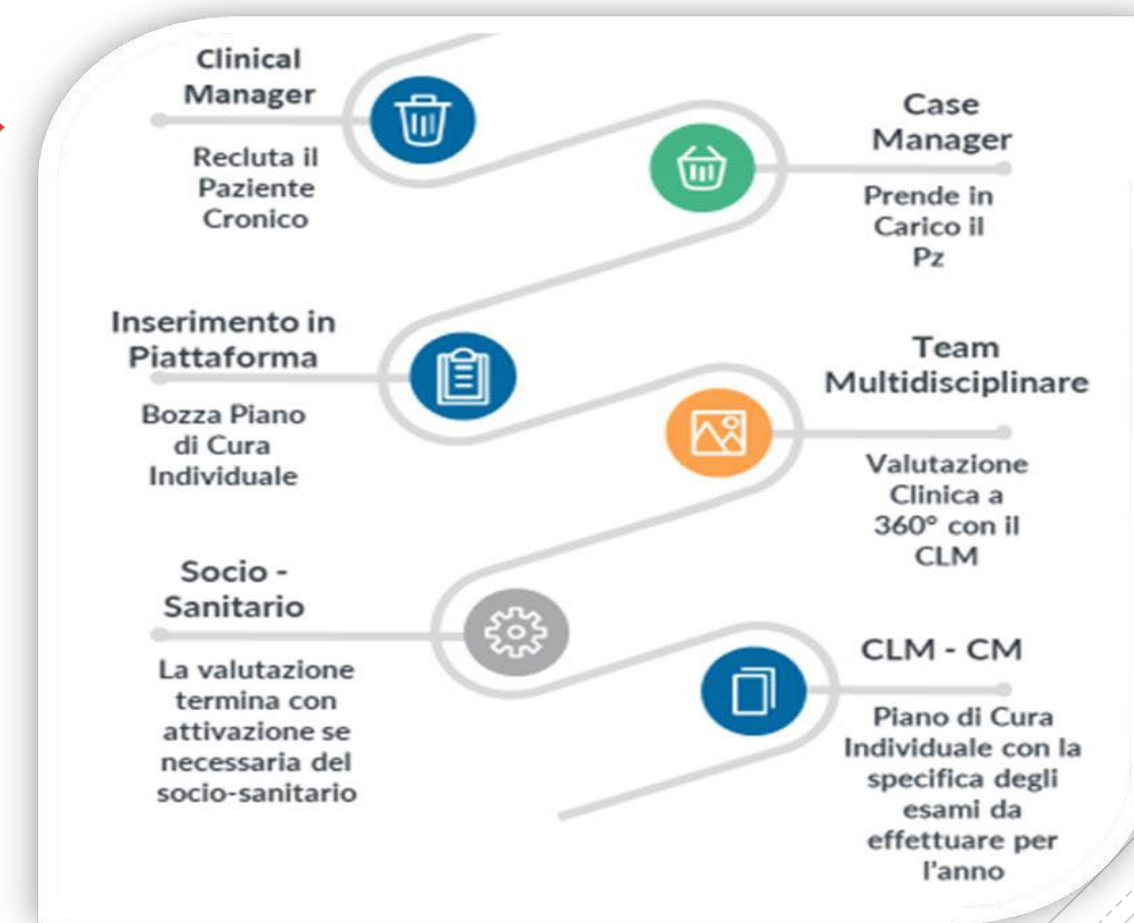 Clinical
Manager
Recluta il
Paziente
Cronico
Case
Manager
Prende in
Carico il
Pz
Inserimento in
Piattaforma
Bozza Piano
di Cura
Individuale
Team
Multidisciplinare
Valutazione
Clinica a
360° con il
CLM
Socio -
Sanitario
La valutazione
termina con
attivazione se
necessaria del
socio-sanitario
CLM - CM
Piano di Cura
Individuale con la
specifica degli
esami da
effettuare per
l'anno